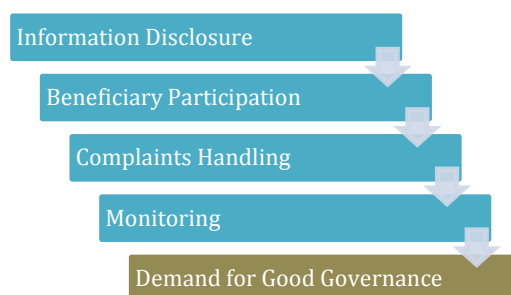 Information Disclosure
Beneficiary Participation
Complaints Handling
Monitoring
Demand for Good Governance